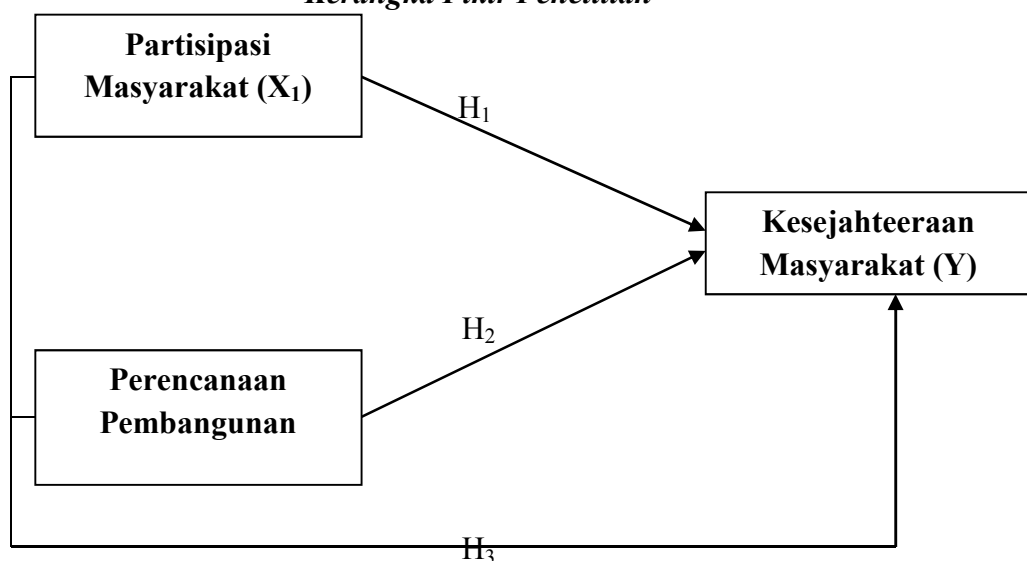 Kerangka Pikir Penelitian
Partisipasi
Masyarakat (X₁)
H₁
Kesejahteeraan
Masyarakat (Y)
H₂
Perencanaan
Pembangunan
H₃